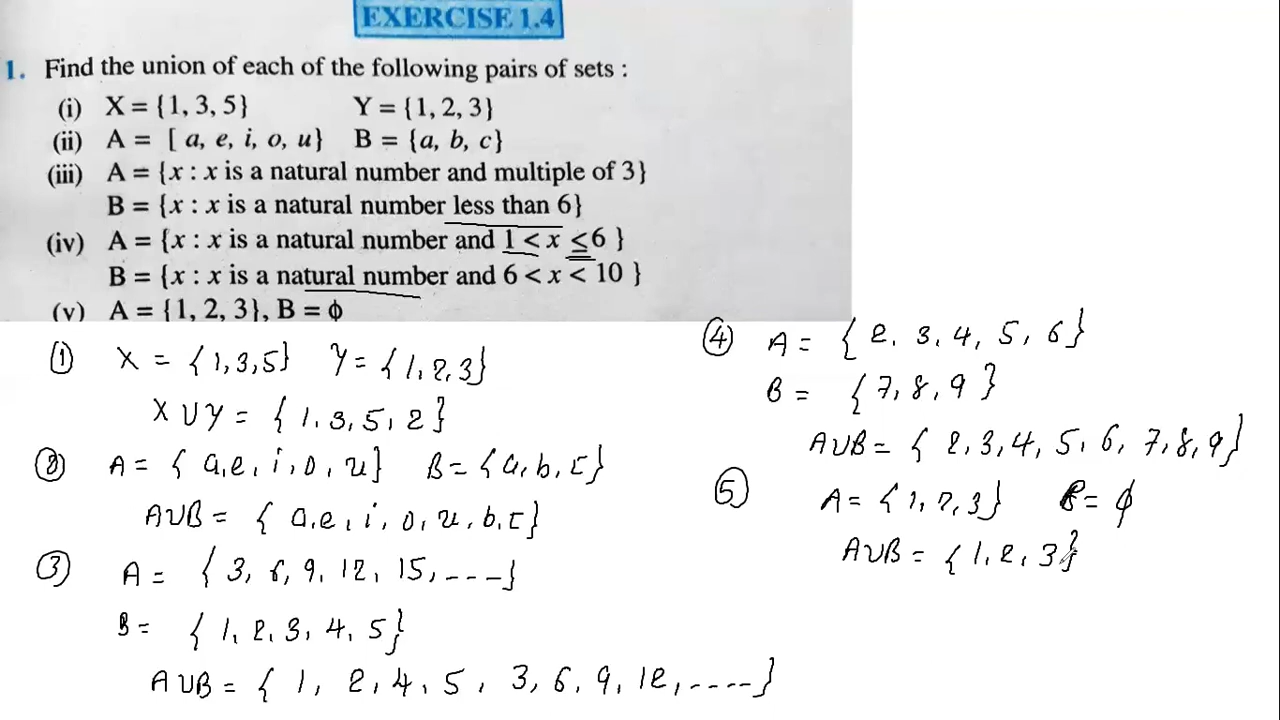 EXERCISE 1.4
1. Find the union of each of the following pairs of sets :
(i) X = {1, 3, 5} Y = {1, 2, 3}
(ii) A = [ a, e, i, o, u} B = {a, b, c}
(iii) A = {x : x is a natural number and multiple of 3}
B = {x : x is a natural number less than 6}
(iv) A = {x : x is a natural number and 1 < x ≤ 6 }
B = {x : x is a natural number and 6 < x < 10 }
(v) A = {1, 2, 3}, B = ϕ
① X = {1,3,5} Y = {1,2,3}
X ∪ Y = {1,3,5,2}
② A = {a,e,i,o,u} B = {a,b,c}
A∪B = {a,e,i,o,u,b,c}
③ A = {3,6,9,12,15,----}
B = {1,2,3,4,5}
A∪B = {1,2,4,5,3,6,9,12,-----}
④ A = {2,3,4,5,6}
B = {7,8,9}
A∪B = {2,3,4,5,6,7,8,9}
⑤ A = {1,2,3} B = ϕ
A∪B = {1,2,3}